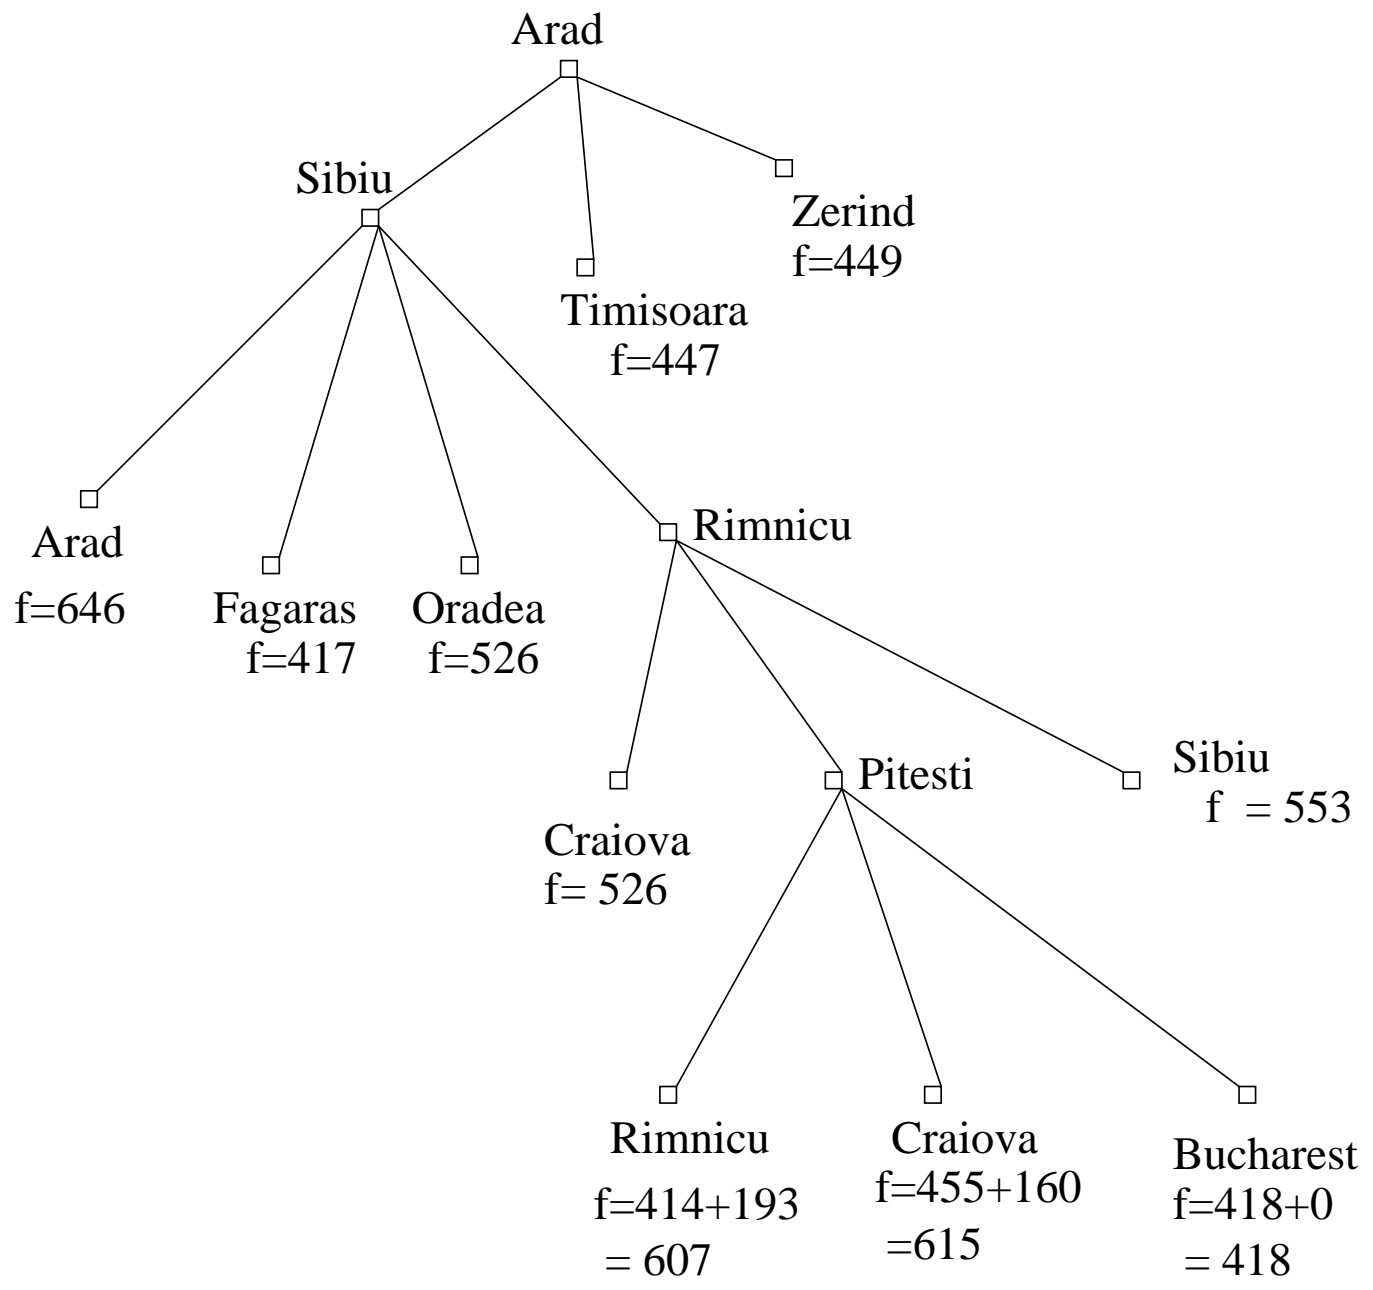 Arad
Sibiu
Zerind
f=449
Timisoara
f=447
Arad
f=646
Fagaras
f=417
Oradea
f=526
Rimnicu
Craiova
f= 526
Pitesti
Sibiu
f = 553
Rimnicu
f=414+193
= 607
Craiova
f=455+160
=615
Bucharest
f=418+0
= 418